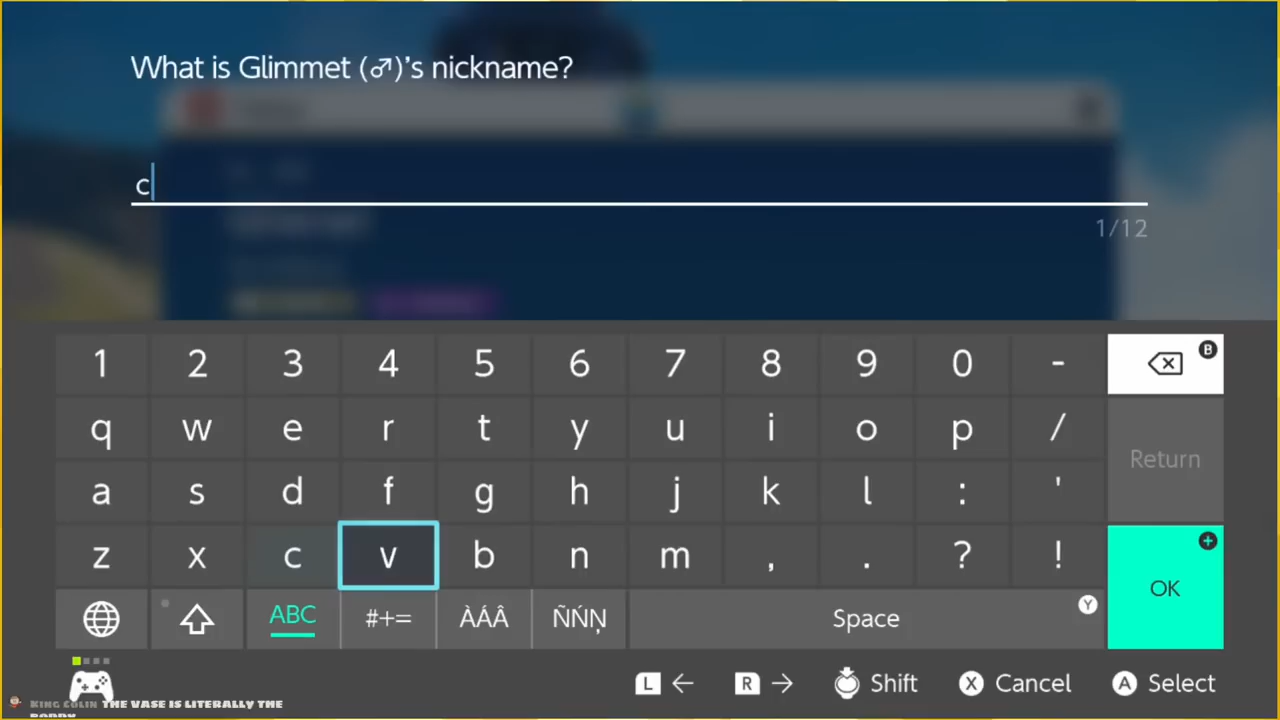 What is Glimmet (♂)'s nickname?
c
1/12
1 2 3 4 5 6 7 8 9 0 -
q w e r t y u i o p /
Return
a s d f g h j k l : '
z x c v b n m , . ? !
OK
ABC #+= ÀÁÂ ÑŃŅ Space
B
+
Y
L ← R → Shift X Cancel A Select
KING COLIN THE VASE IS LITERALLY THE